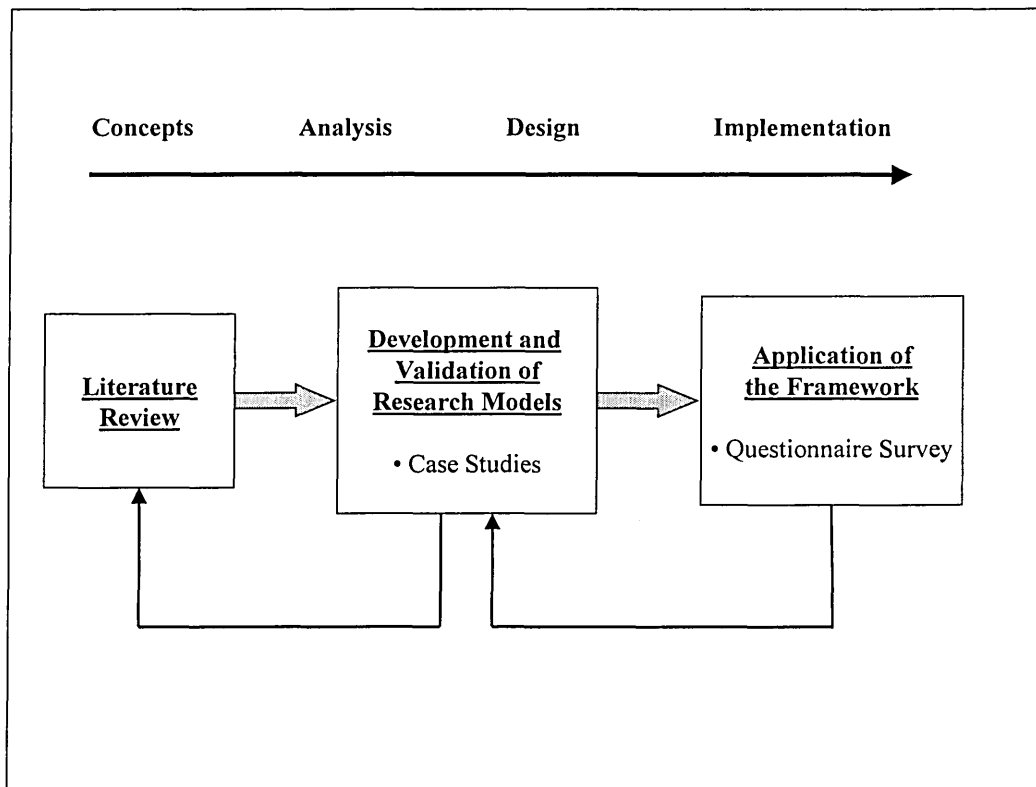 Concepts Analysis Design Implementation
Literature
Review
Development and
Validation of
Research Models
• Case Studies
Application of
the Framework
• Questionnaire Survey